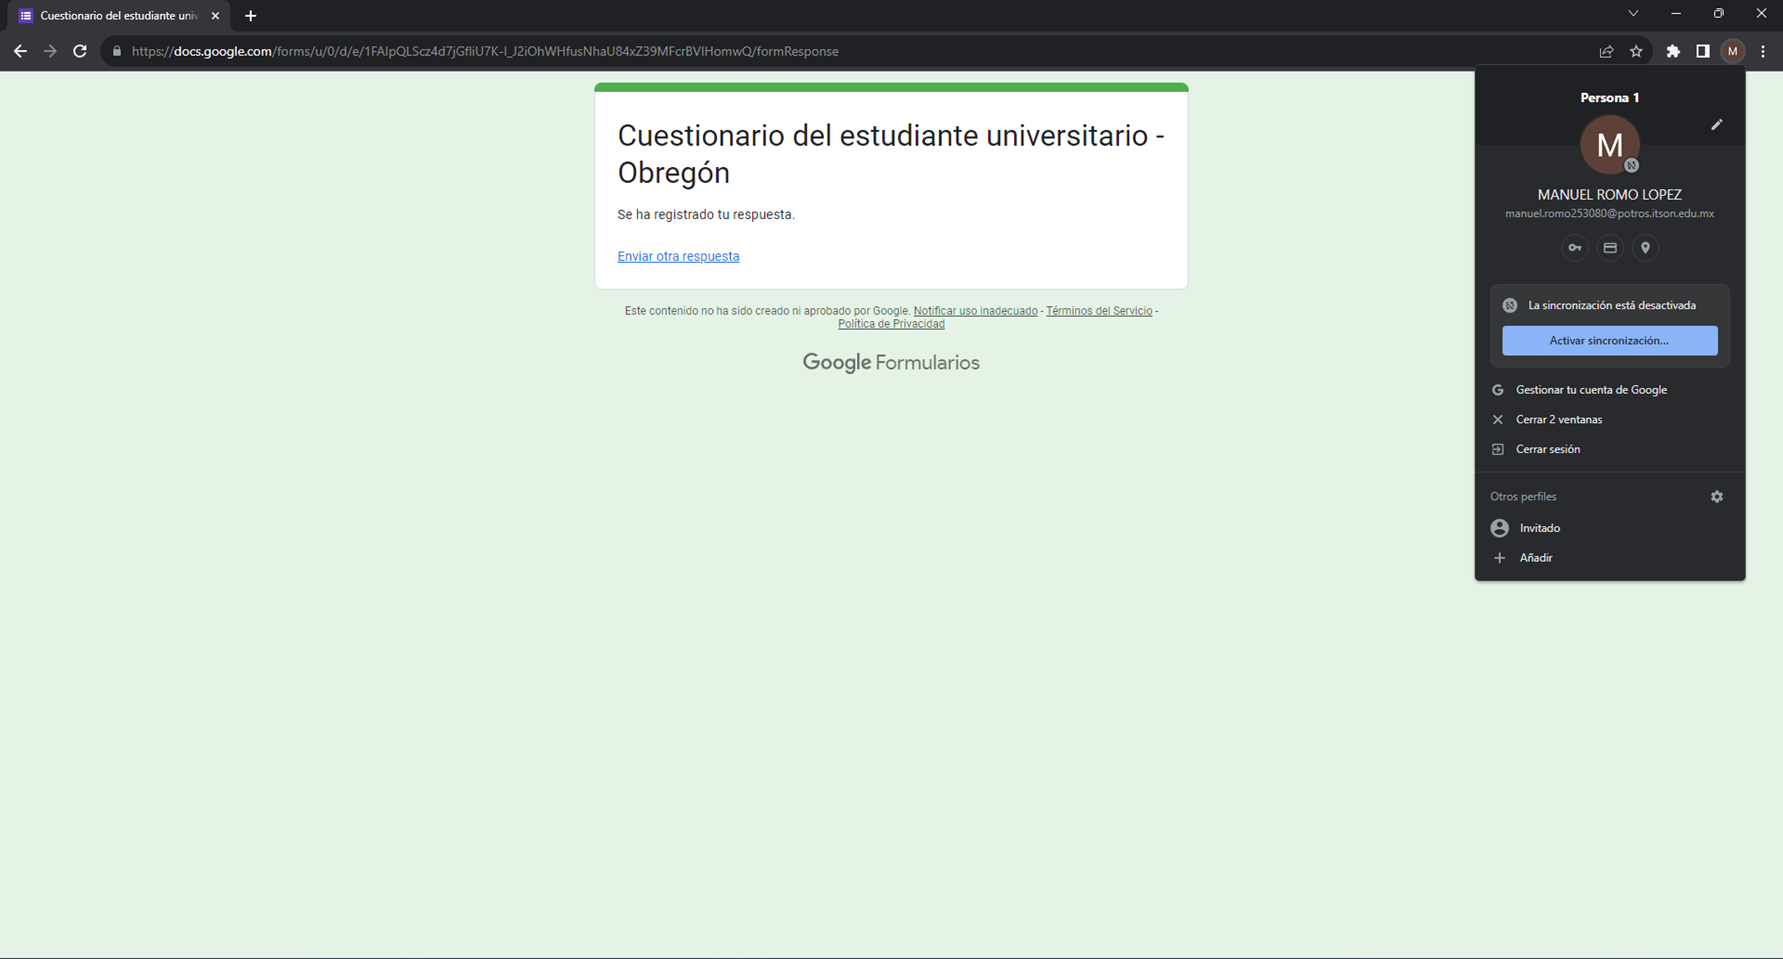 Cuestionario del estudiante univ
https://docs.google.com/forms/u/0/d/e/1FAIpQLScz4d7jGfliU7K-I_J2iOhWHfusNhaU84xZ39MFcrBVIHomwQ/formResponse
M
Cuestionario del estudiante universitario -
Obregón
Se ha registrado tu respuesta.
Enviar otra respuesta
Este contenido no ha sido creado ni aprobado por Google. Notificar uso inadecuado - Términos del Servicio -
Política de Privacidad
Google Formularios
Persona 1
M
MANUEL ROMO LOPEZ
manuel.romo253080@potros.itson.edu.mx
La sincronización está desactivada
Activar sincronización...
G Gestionar tu cuenta de Google
Cerrar 2 ventanas
Cerrar sesión
Otros perfiles
Invitado
Añadir